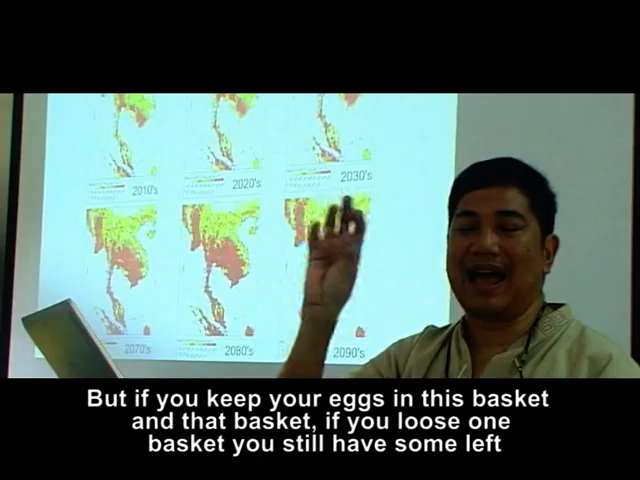 2010's 2020's 2030's
2070's 2080's 2090's
But if you keep your eggs in this basket
and that basket, if you loose one
basket you still have some left